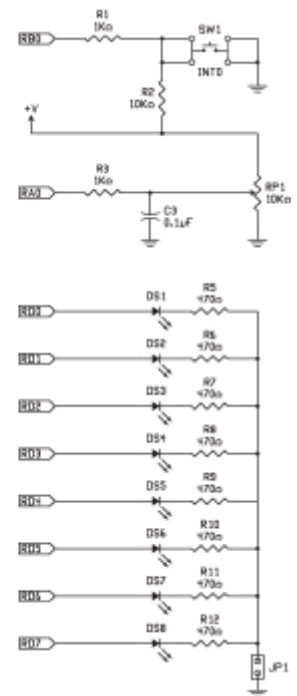 R1
1KΩ
RB0
SW1
INT0
R2
10KΩ
+V
R3
1KΩ
RA0
RP1
10KΩ
C3
0.1µF
R5
470Ω
RD0
DS1
R6
470Ω
RD1
DS2
R7
470Ω
RD2
DS3
R8
470Ω
RD3
DS4
R9
470Ω
RD4
DS5
R10
470Ω
RD5
DS6
R11
470Ω
RD6
DS7
R12
470Ω
RD7
DS8
JP1